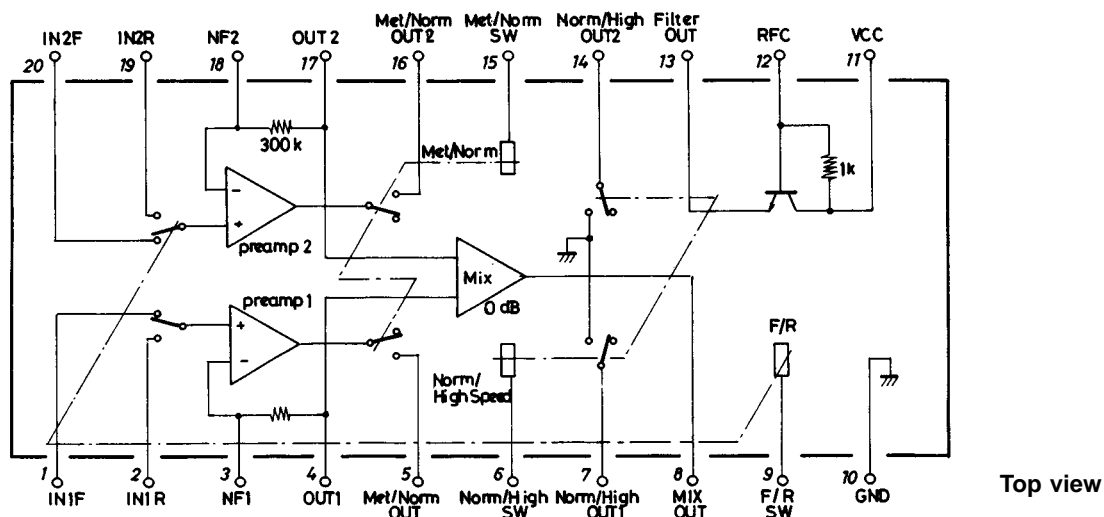 Met/Norm Met/Norm Norm/High Filter
IN2F IN2R NF2 OUT 2 OUT12 SW OUT2 OUT RFC VCC
20 19 18 17 16 15 14 13 12 11
300 k
Met/Norm
1k
preamp 2
Mix
0 dB
preamp 1
F/R
Norm/
High Speed
1 2 3 4 5 6 7 8 9 10
IN1F IN1R NF1 OUT1 Met/Norm Norm/High Norm/High MIX F/R GND
OUT SW OUT1 OUT SW
Top view